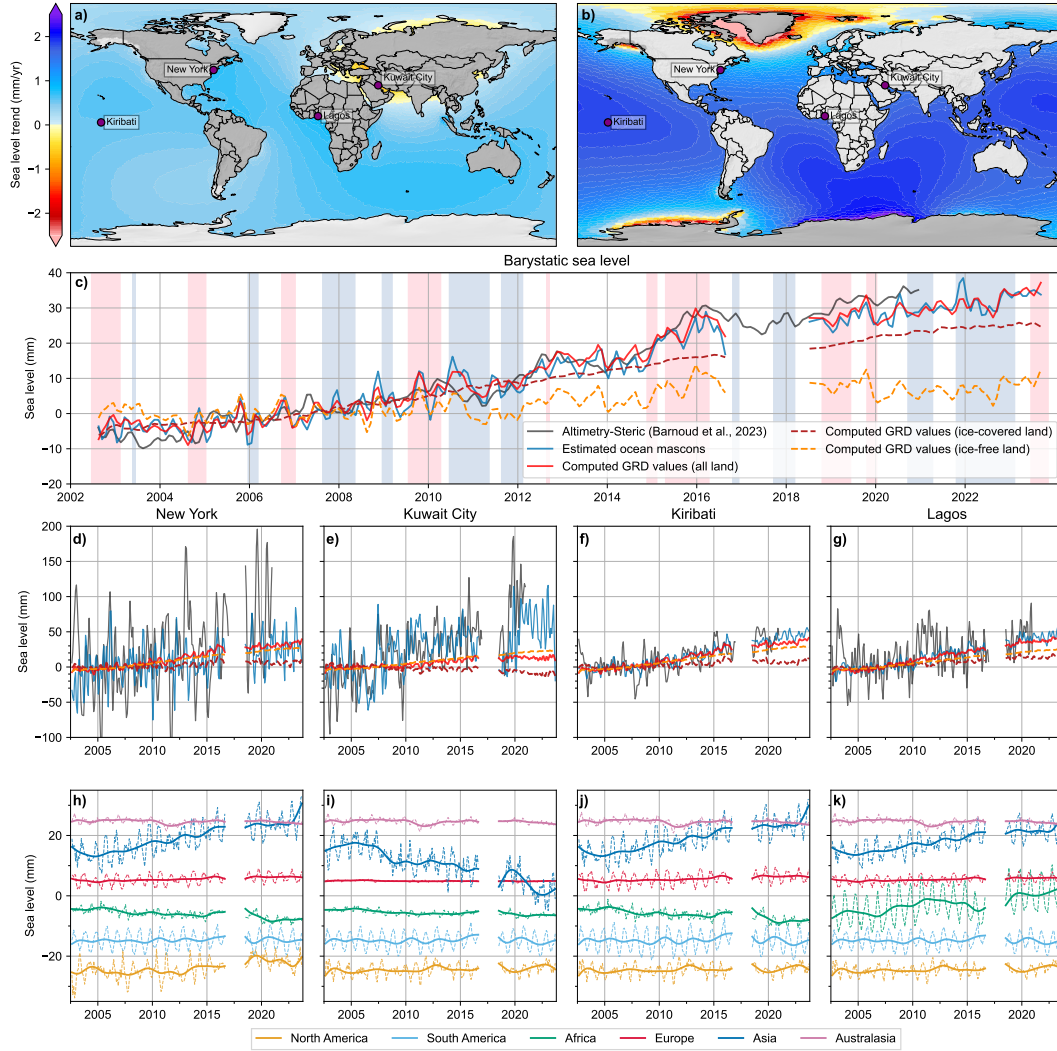 a)
b)
New York
Kuwait City
Kiribati
Lagos
New York
Kuwait City
Kiribati
Lagos
Sea level trend (mm/yr)
2
1
0
−1
−2
Barystatic sea level
c)
Sea level (mm)
40
30
20
10
0
−10
−20
Altimetry-Steric (Barnoud et al., 2023)
Estimated ocean mascons
Computed GRD values (all land)
Computed GRD values (ice-covered land)
Computed GRD values (ice-free land)
2002 2004 2006 2008 2010 2012 2014 2016 2018 2020 2022
New York
Kuwait City
Kiribati
Lagos
d)
e)
f)
g)
Sea level (mm)
200
150
100
50
0
−50
−100
2005 2010 2015 2020
2005 2010 2015 2020
2005 2010 2015 2020
2005 2010 2015 2020
h)
i)
j)
k)
Sea level (mm)
20
0
−20
2005 2010 2015 2020
2005 2010 2015 2020
2005 2010 2015 2020
2005 2010 2015 2020
North America South America Africa Europe Asia Australasia